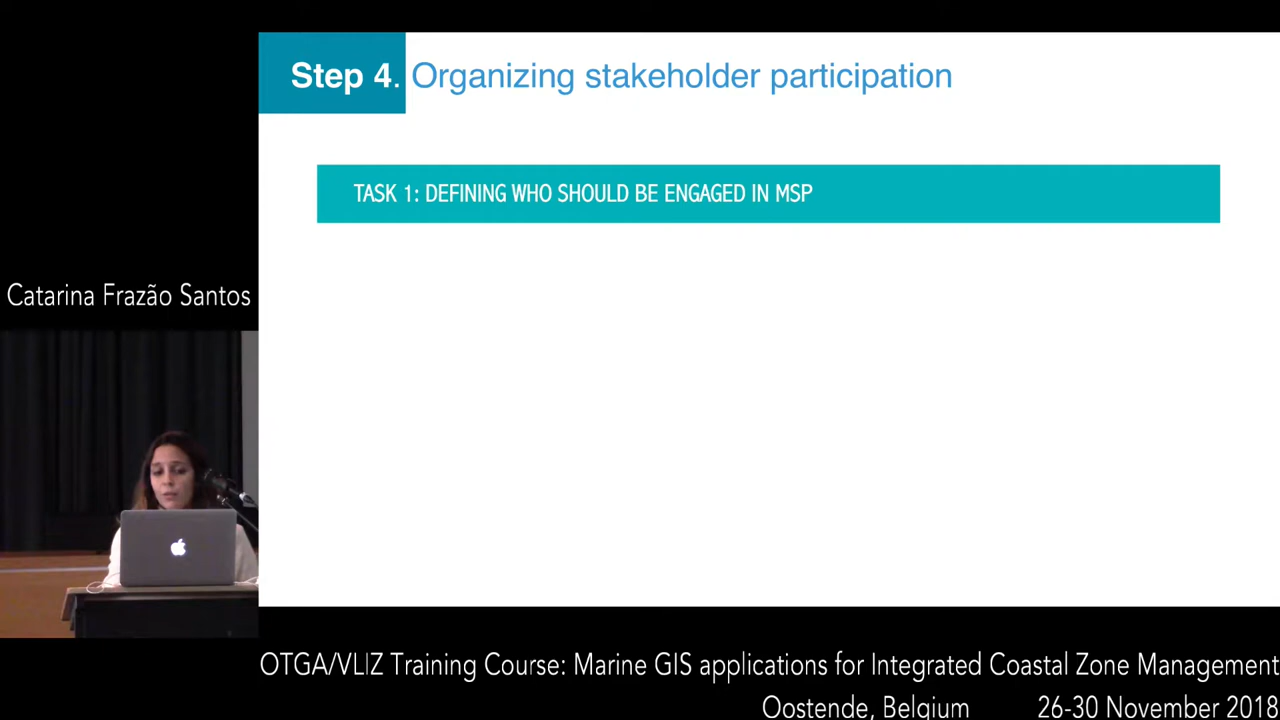 Step 4. Organizing stakeholder participation
TASK 1: DEFINING WHO SHOULD BE ENGAGED IN MSP
Catarina Frazão Santos
OTGA/VLIZ Training Course: Marine GIS applications for Integrated Coastal Zone Management
Oostende, Belgium 26-30 November 2018